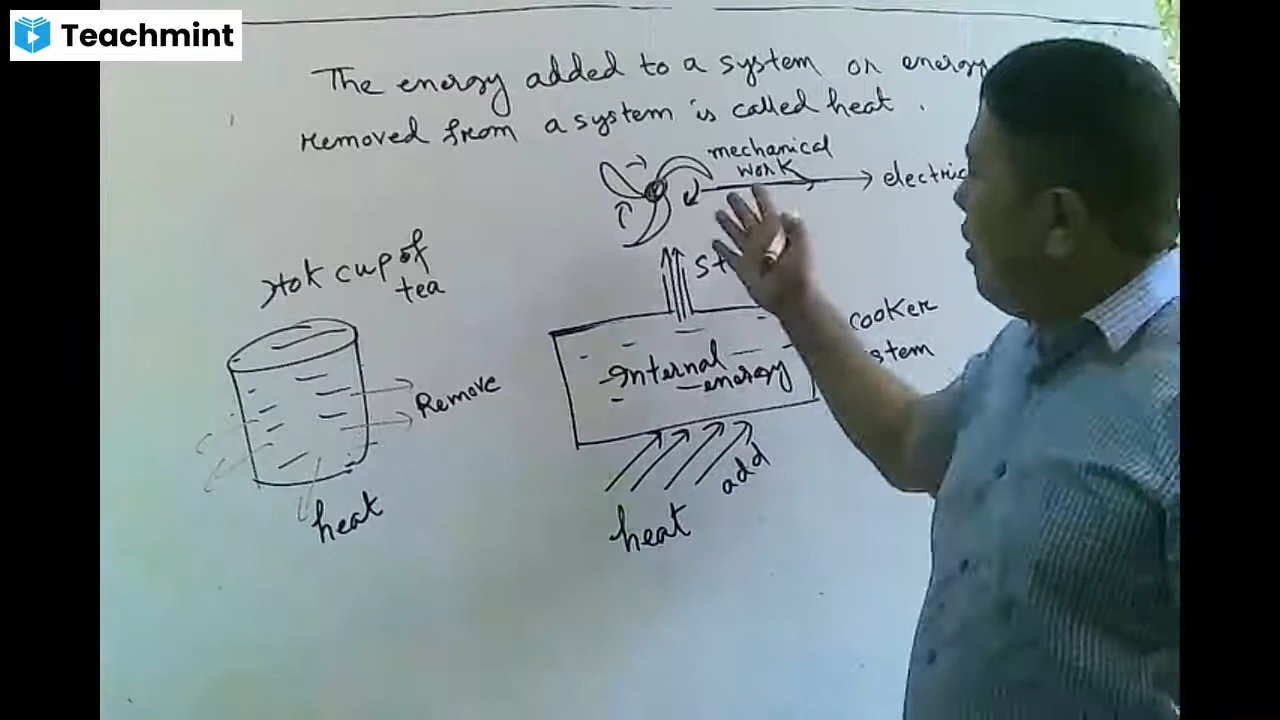 Teachmint
The energy added to a system or energy
removed from a system is called heat.
mechanical
work
Hot cup of
tea
cooker
Internal
energy
Remove
add
heat
heat